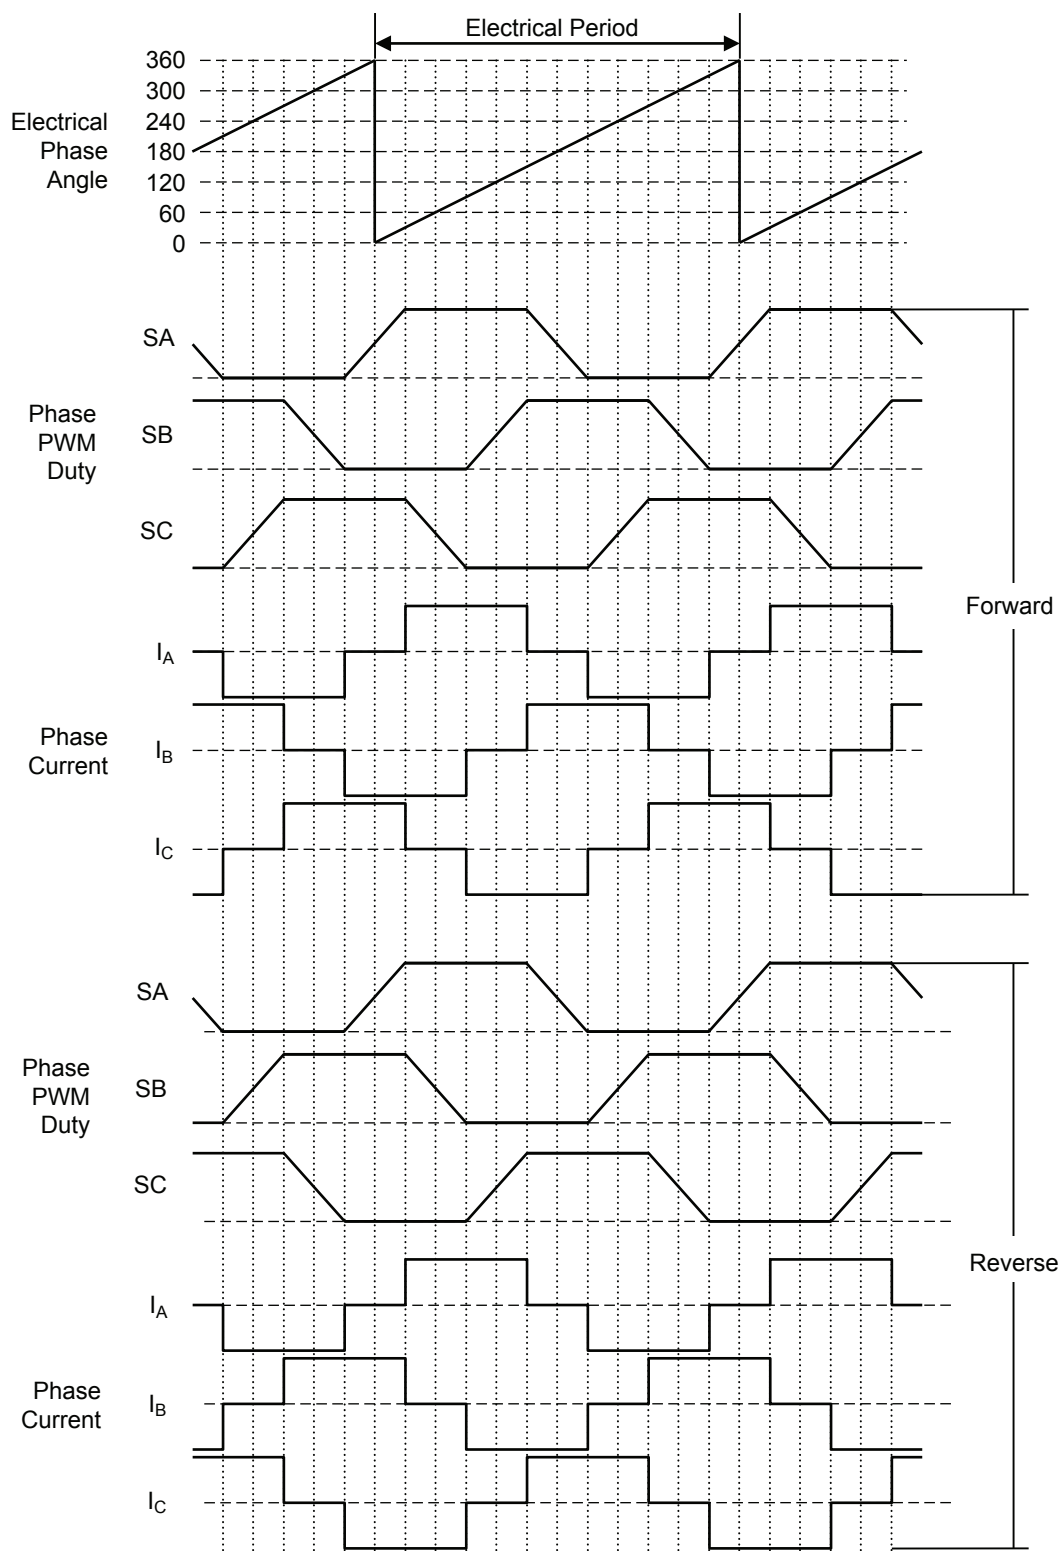 Electrical Period
360
300
240
180
120
60
0
Electrical
Phase
Angle
SA
Phase
PWM
Duty
SB
SC
Forward
IA
Phase
Current
IB
IC
SA
Phase
PWM
Duty
SB
SC
Reverse
IA
Phase
Current
IB
IC